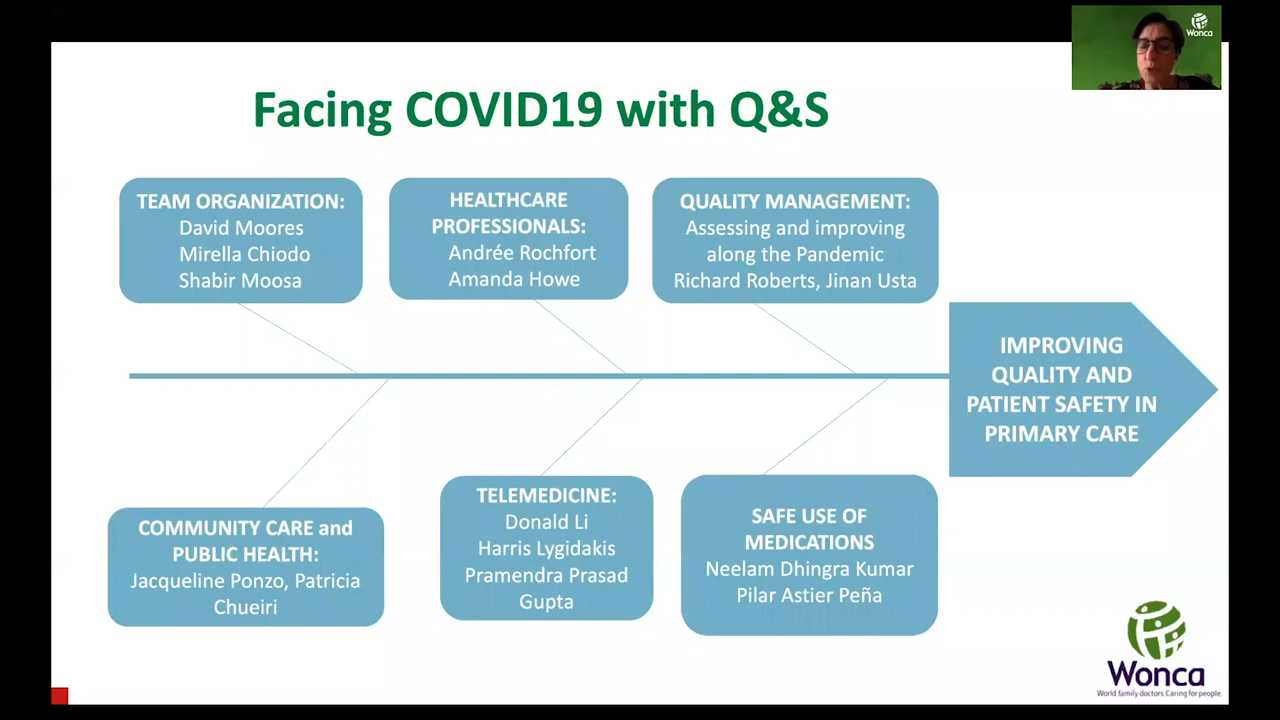 Wonca
Facing COVID19 with Q&S
TEAM ORGANIZATION:
David Moores
Mirella Chiodo
Shabir Moosa
HEALTHCARE
PROFESSIONALS:
Andrée Rochfort
Amanda Howe
QUALITY MANAGEMENT:
Assessing and improving
along the Pandemic
Richard Roberts, Jinan Usta
IMPROVING
QUALITY AND
PATIENT SAFETY IN
PRIMARY CARE
COMMUNITY CARE and
PUBLIC HEALTH:
Jacqueline Ponzo, Patricia
Chueiri
TELEMEDICINE:
Donald Li
Harris Lygidakis
Pramendra Prasad
Gupta
SAFE USE OF
MEDICATIONS
Neelam Dhingra Kumar
Pilar Astier Peña
Wonca
World family doctors Caring for people